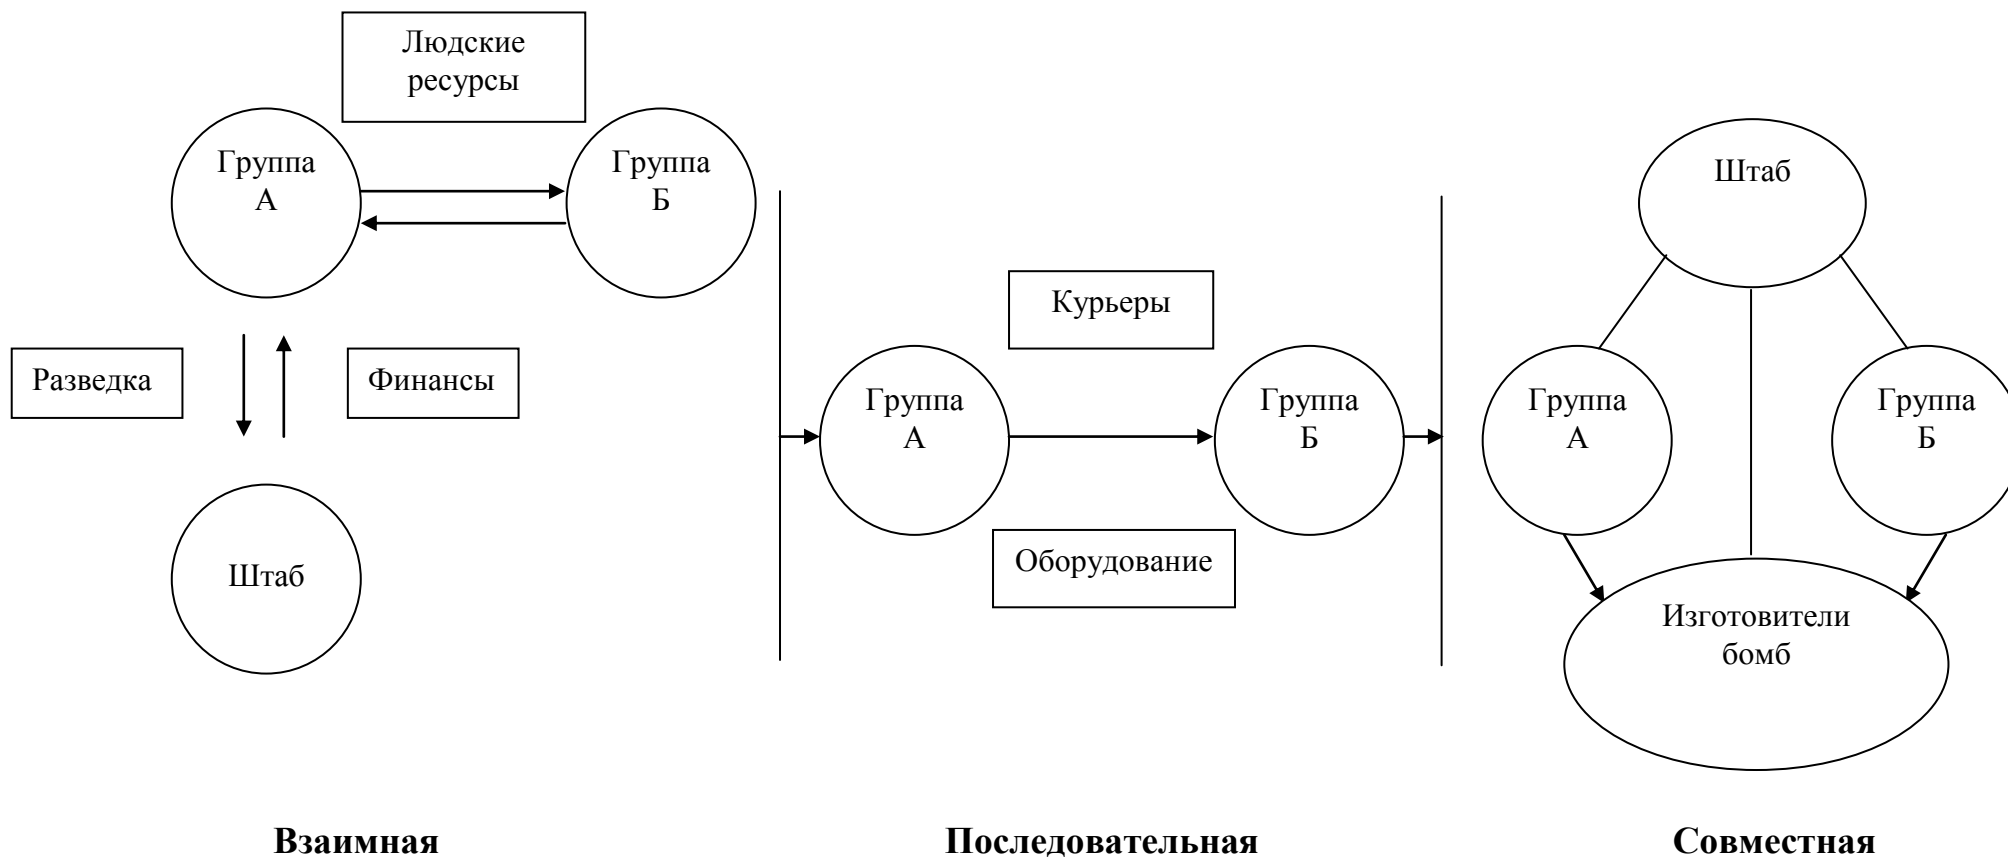 Людские
ресурсы
Группа
А
Группа
Б
Разведка
Финансы
Штаб
Взаимная
Курьеры
Группа
А
Группа
Б
Оборудование
Последовательная
Штаб
Группа
А
Группа
Б
Изготовители
бомб
Совместная